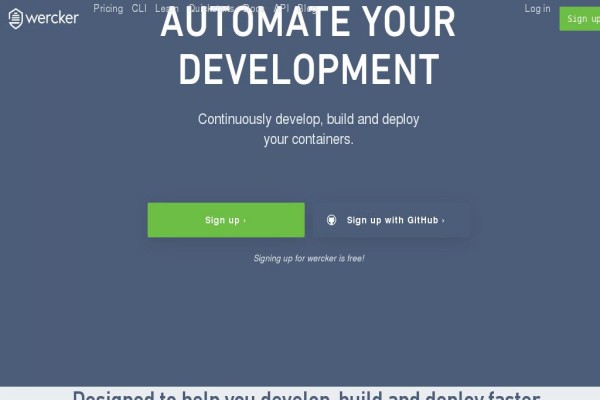 wercker
Pricing CLI Learn Quickstarts Docs API Blog
Log in
Sign up
AUTOMATE YOUR
DEVELOPMENT
Continuously develop, build and deploy
your containers.
Sign up ›
Sign up with GitHub ›
Signing up for wercker is free!
Designed to help you develop, build and deploy faster